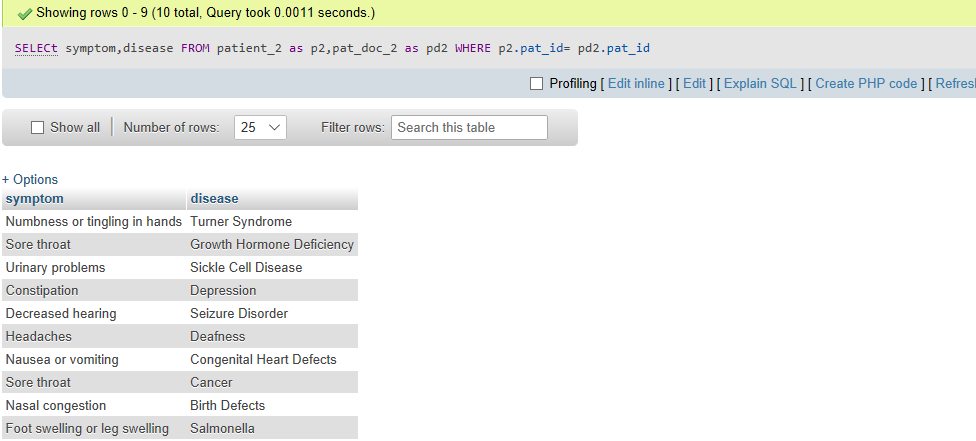 Showing rows 0 - 9 (10 total, Query took 0.0011 seconds.)
SELECt symptom,disease FROM patient_2 as p2,pat_doc_2 as pd2 WHERE p2.pat_id= pd2.pat_id
Profiling [ Edit inline ] [ Edit ] [ Explain SQL ] [ Create PHP code ] [ Refresh
Show all Number of rows: 25 Filter rows: Search this table
+ Options
symptom disease
Numbness or tingling in hands Turner Syndrome
Sore throat Growth Hormone Deficiency
Urinary problems Sickle Cell Disease
Constipation Depression
Decreased hearing Seizure Disorder
Headaches Deafness
Nausea or vomiting Congenital Heart Defects
Sore throat Cancer
Nasal congestion Birth Defects
Foot swelling or leg swelling Salmonella